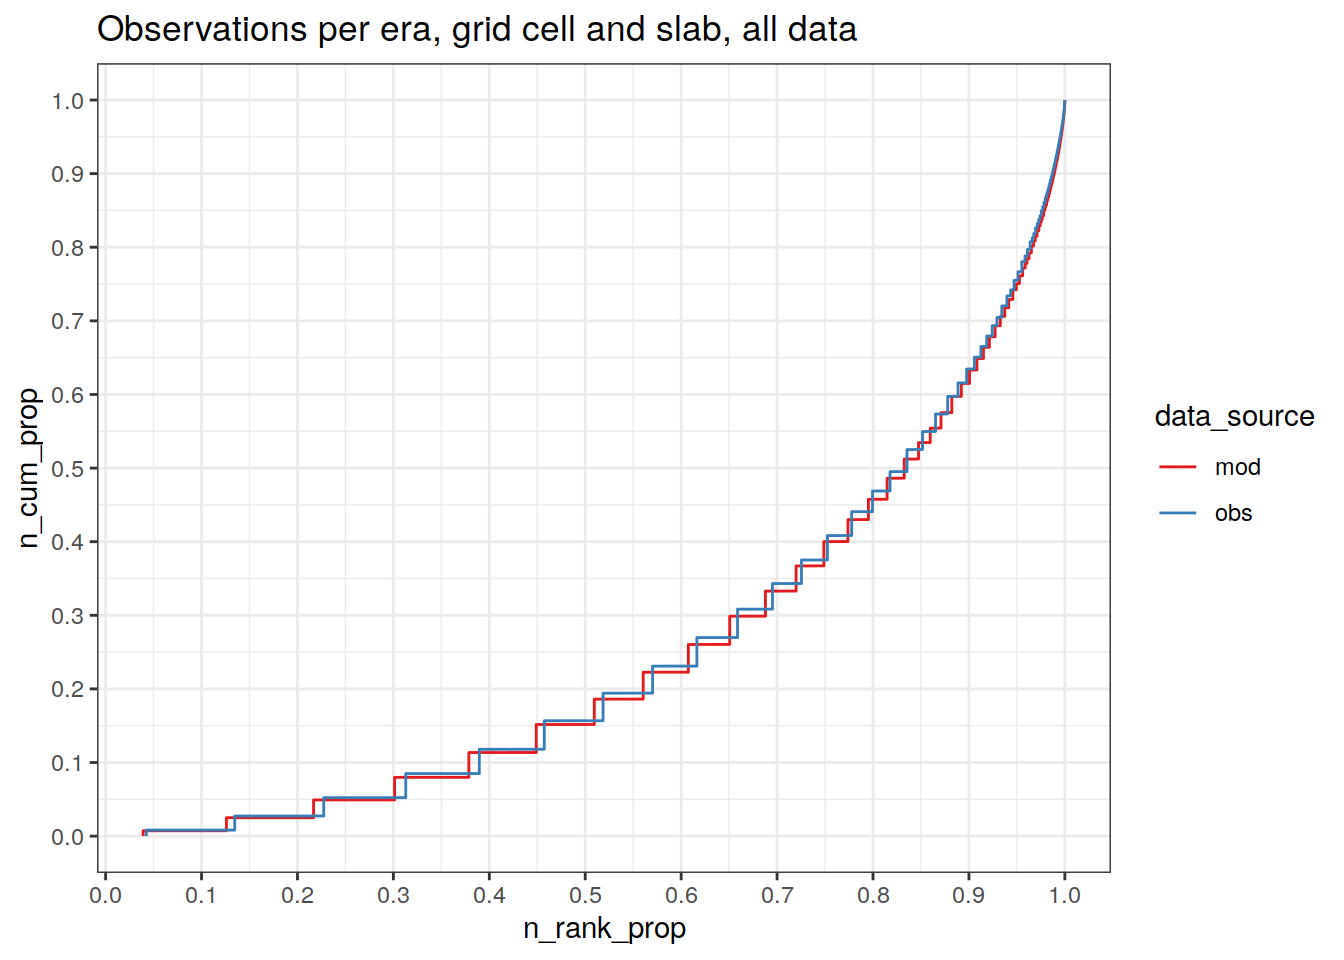 Observations per era, grid cell and slab, all data
n_cum_prop
1.0
0.9
0.8
0.7
0.6
0.5
0.4
0.3
0.2
0.1
0.0
0.0 0.1 0.2 0.3 0.4 0.5 0.6 0.7 0.8 0.9 1.0
n_rank_prop
data_source
mod
obs